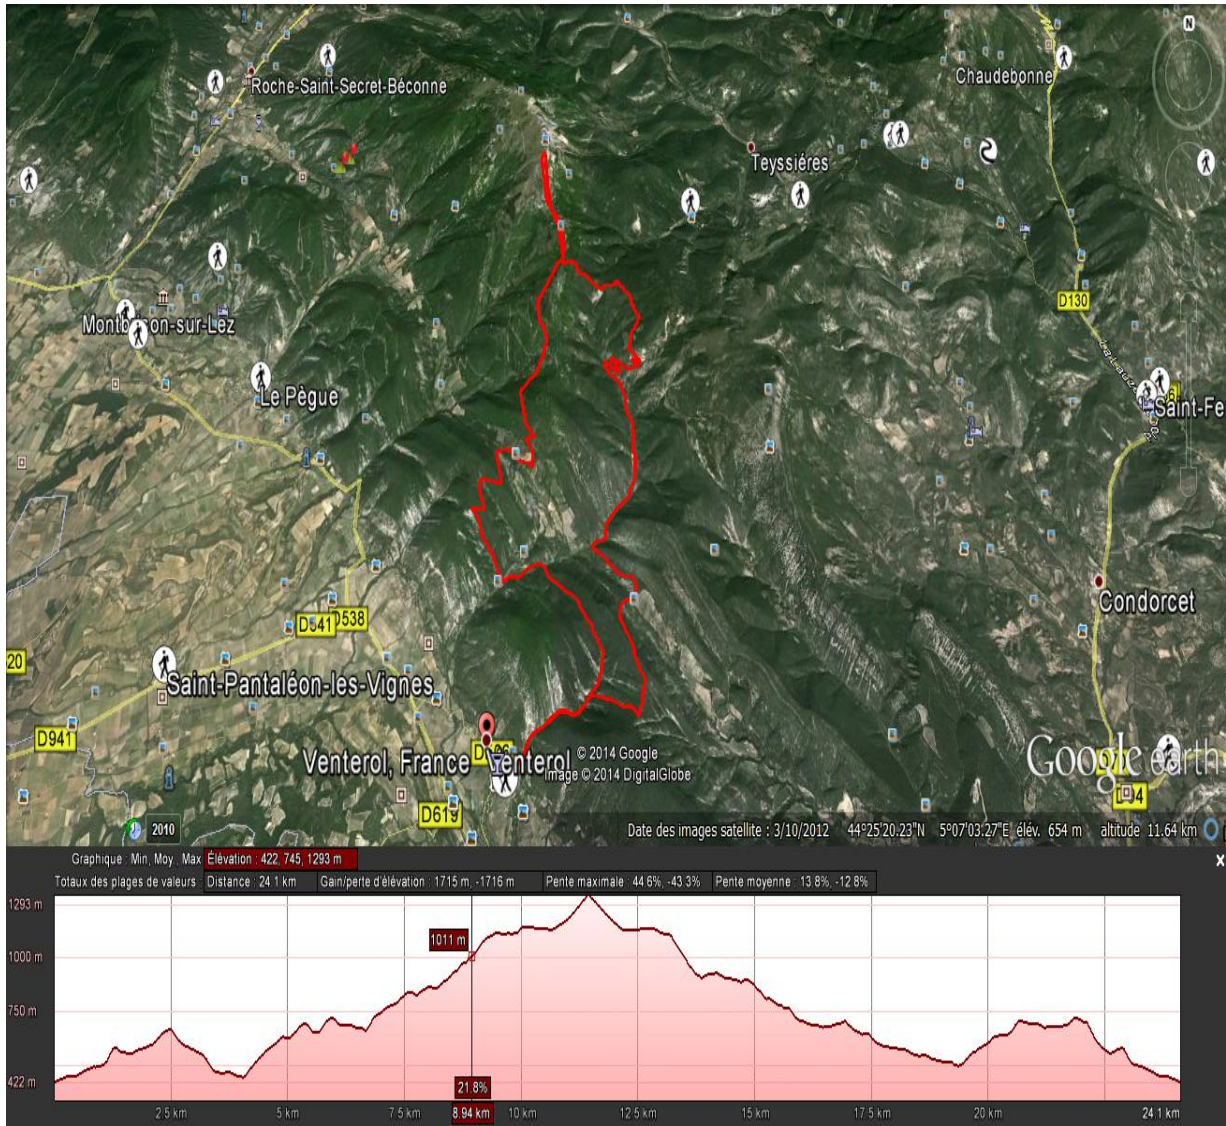 N
Chaudebonne
Roche-Saint-Secret-Béconne
Teyssiéres
D130
Le Pègue
Saint-Fe
Condorcet
D541
D538
20
Saint-Pantaléon-les-Vignes
D941
Venterol, France
Venterol
© 2014 Google
Image © 2014 DigitalGlobe
Google earth
D94
D619
2010
Date des images satellite : 3/10/2012 44°25'20.23"N 5°07'03.27"E élév. 654 m altitude 11.64 km
Graphique : Min, Moy , Max Élévation : 422, 745, 1293 m
x
Totaux des plages de valeurs : Distance : 24.1 km Gain/perte d'élévation : 1715 m, -1716 m Pente maximale : 44.6%, -43.3% Pente moyenne : 13.8%, -12.8%
1293 m
1011 m
1000 m
750 m
422 m
21.8%
2.5 km 5 km 7.5 km 8.94 km 10 km 12.5 km 15 km 17.5 km 20 km 24.1 km